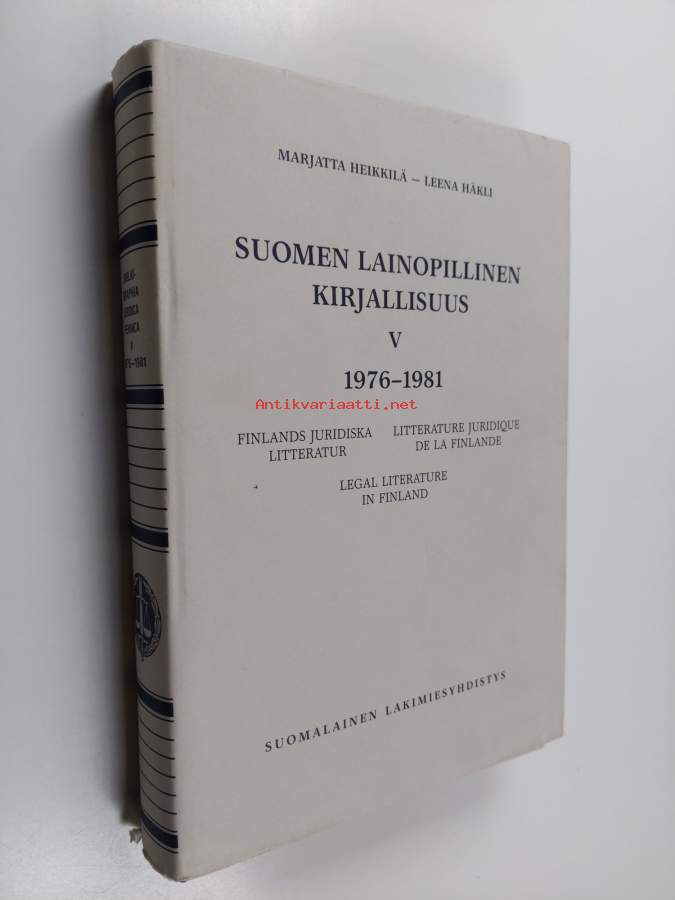 MARJATTA HEIKKILÄ – LEENA HÄKLI
SUOMEN LAINOPILLINEN
KIRJALLISUUS
V
1976–1981
Antikvariaatti.net
FINLANDS JURIDISKA
LITTERATUR
LITTERATURE JURIDIQUE
DE LA FINLANDE
LEGAL LITERATURE
IN FINLAND
SUOMALAINEN LAKIMIESYHDISTYS
V
–1981